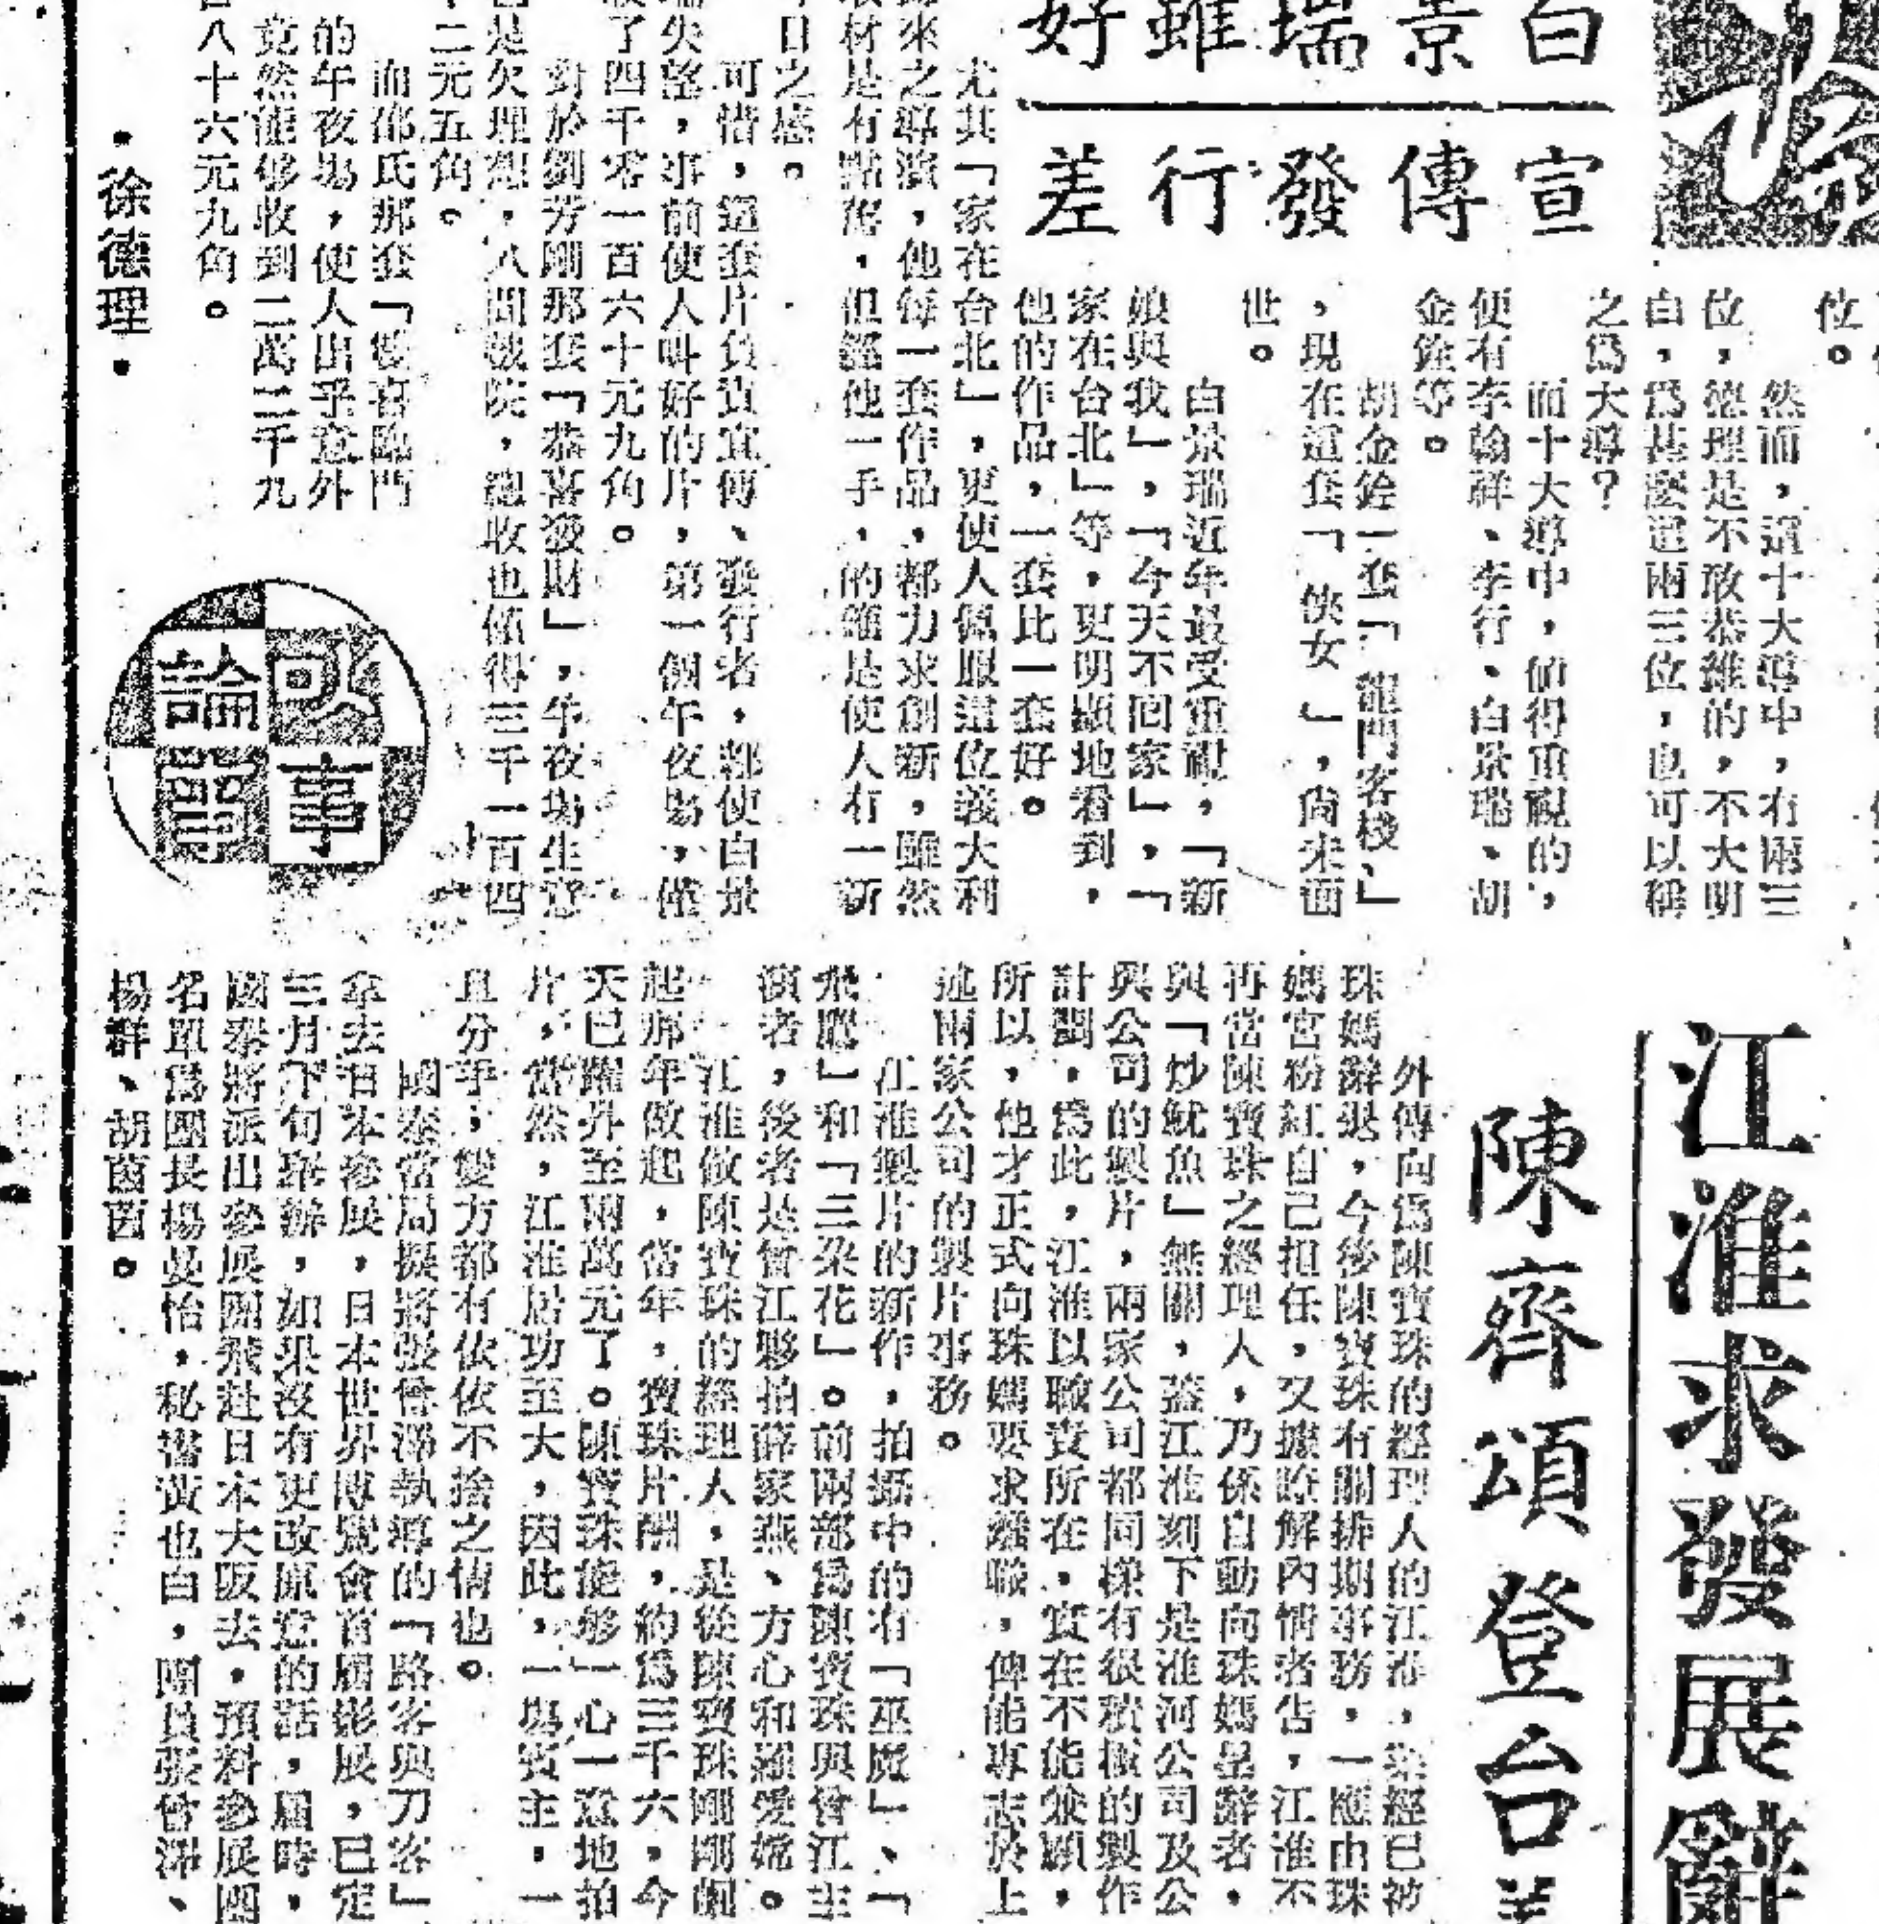 白景瑞雖好
宣傳發行差
位。
然而，這十大導中，有兩三
位，德理是不敢恭維的，不大明
白，爲甚麼這兩三位，也可以稱
之爲大導？
而十大導中，值得重視的，
便有李翰祥、李行、白景瑞、胡
金銓等。
胡金銓一套「龍門客棧」
，現在這套「俠女」，尚未面
世。
白景瑞近年最受重視，「新
娘與我」，「今天不回家」，「
家在台北」等，更明顯地看到，
他的作品，一套比一套好。
尤其「家在台北」，更使人佩服這位義大利
來之導演，他每一套作品，都力求創新，雖然
材是有點舊，但經他一手，的確是使人有一新
日之感。
可惜，這套片負責宣傳、發行者，都使白景
失望，事前使人叫好的片，第一個午夜場，僅
了四千零一百六十元九角。
對於劉芳剛那套「恭喜發財」，午夜場生意
是欠理想，八間戲院，總收也僅得三千一百四
二元五角。
而邵氏那套「雙喜臨門
的午夜場，使人出乎意外
竟然能够收到二萬二千九
八十六元九角。
•徐德理•
以事論事
江淮求發展辭
陳齊頌登台
外傳向爲陳寶珠的經理人的江淮，業經已被
珠媽辭退，今後陳寶珠有關排期事務，一應由珠
媽宮粉紅自己担任，又據瞭解內情者告，江淮不
再當陳寶珠之經理人，乃係自動向珠媽呈辭者，
與「炒魷魚」無關，蓋江淮刻下是淮河公司及公
與公司的製片，兩家公司都同樣有很積極的製作
計劃，爲此，江淮以職責所在，實在不能兼顧，
所以，他才正式向珠媽要求辭職，俾能專志於上
述兩家公司的製片事務。
江淮製片的新作，拍攝中的有「巫庭」、「
飛鷹」和「三朶花」。前兩部爲陳寶珠與曾江主
演者，後者是曾江夥拍薛家燕、方心和蕭愛嫦。
江淮做陳寶珠的經理人，是從陳寶珠剛剛
起那年做起，當年，寶珠片酬，約爲三千六，今
天已躍升至兩萬元了。陳寶珠能够一心一意地拍
片，當然，江淮居功至大，因此，一場賓主，一
旦分手，雙方都有依依不捨之情也。
國泰當局擬將張曾澤執導的「路客與刀客」
拿去日本參展，日本世界博覽會首屆影展，已定
三月下旬舉辦，如果沒有更改原定的話，屆時，
國泰將派出參展團飛赴日本大阪去，預料參展團
名單爲團長楊曼怡，秘書黃也白，團員張曾澤、
楊群、胡茵茵。